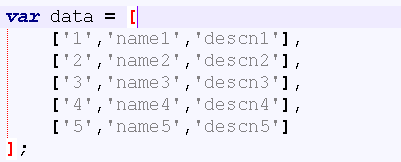 var data = [
    ['1','name1','descn1'],
    ['2','name2','descn2'],
    ['3','name3','descn3'],
    ['4','name4','descn4'],
    ['5','name5','descn5']
];